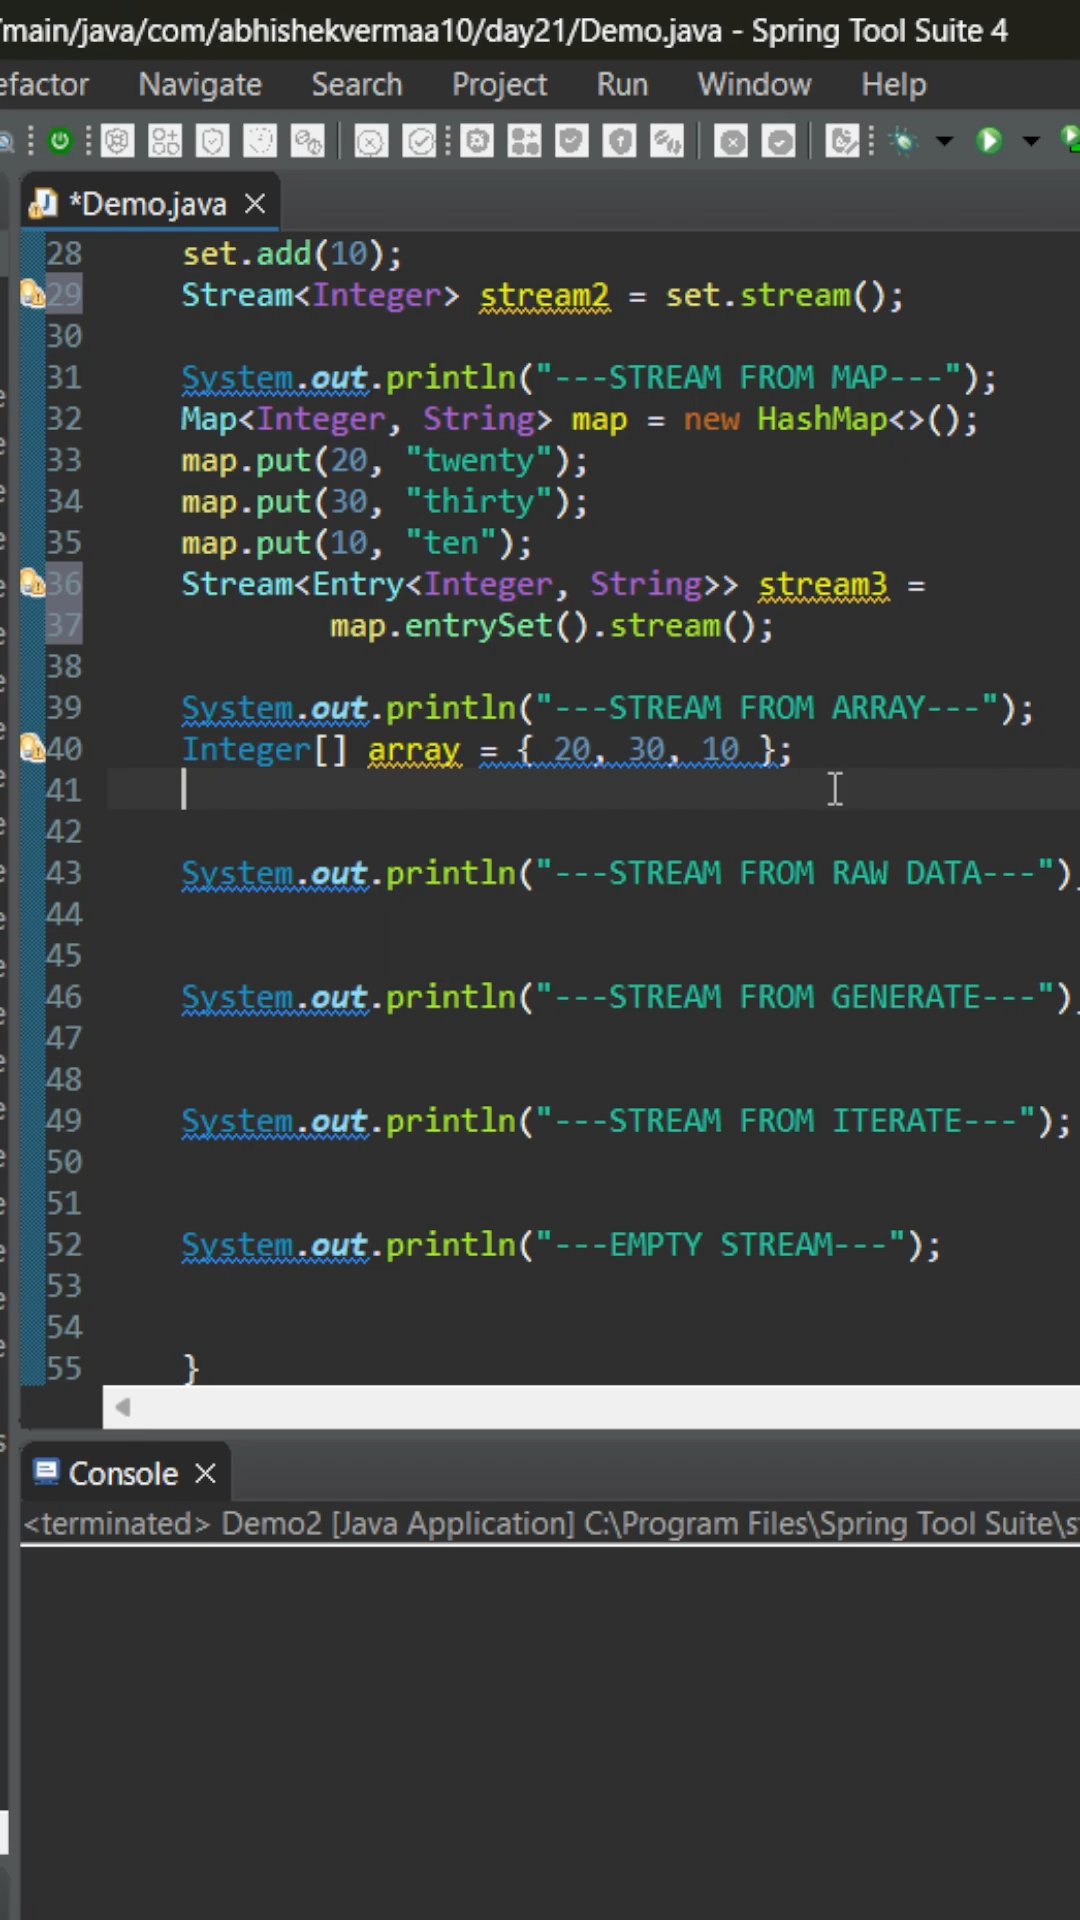 /main/java/com/abhishekvermaa10/day21/Demo.java - Spring Tool Suite 4
efactor Navigate Search Project Run Window Help
*Demo.java
28 set.add(10);
29 Stream<Integer> stream2 = set.stream();
30
31 System.out.println("---STREAM FROM MAP---");
32 Map<Integer, String> map = new HashMap<>();
33 map.put(20, "twenty");
34 map.put(30, "thirty");
35 map.put(10, "ten");
36 Stream<Entry<Integer, String>> stream3 =
37 map.entrySet().stream();
38
39 System.out.println("---STREAM FROM ARRAY---");
40 Integer[] array = { 20, 30, 10 };
41
42
43 System.out.println("---STREAM FROM RAW DATA---")
44
45
46 System.out.println("---STREAM FROM GENERATE---")
47
48
49 System.out.println("---STREAM FROM ITERATE---");
50
51
52 System.out.println("---EMPTY STREAM---");
53
54
55 }
Console
<terminated> Demo2 [Java Application] C:\Program Files\Spring Tool Suite\s